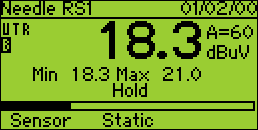 Needle RS1 01/02/00
UTR 18.3 A=60
B dBuV
Min 18.3 Max 21.0
Hold
Sensor Static